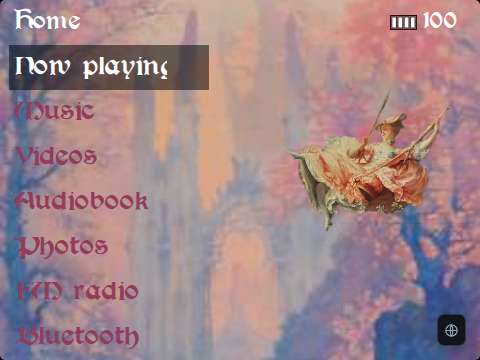 Home
100
Now playing
Music
Videos
Audiobook
Photos
FM radio
Bluetooth